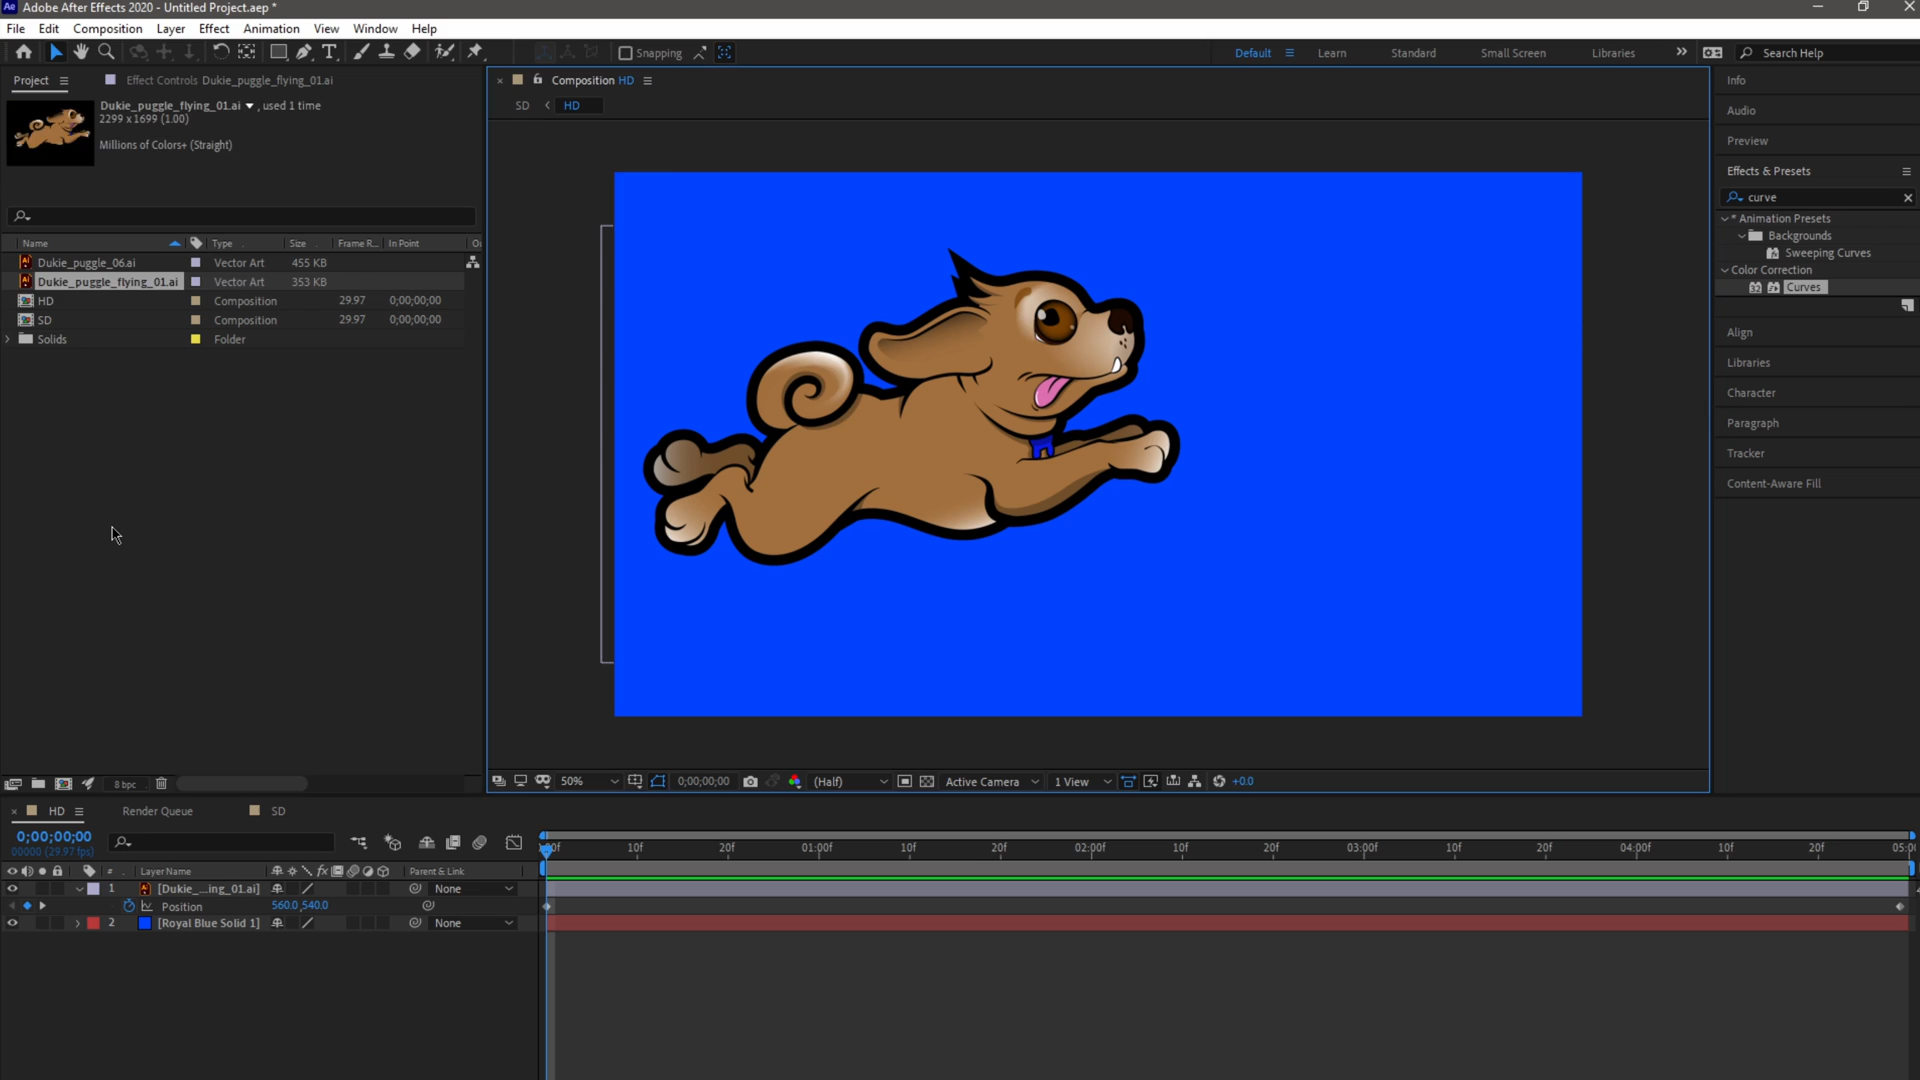 Ae Adobe After Effects 2020 - Untitled Project.aep *
File Edit Composition Layer Effect Animation View Window Help
Snapping
Default Learn Standard Small Screen Libraries Search Help
Project Effect Controls Dukie_puggle_flying_01.ai
Dukie_puggle_flying_01.ai , used 1 time
2299 x 1699 (1.00)
Millions of Colors+ (Straight)
Name Type Size Frame R... In Point
Dukie_puggle_06.ai Vector Art 455 KB
Dukie_puggle_flying_01.ai Vector Art 353 KB
HD Composition 29.97 0;00;00;00
SD Composition 29.97 0;00;00;00
Solids Folder
8 bpc
Composition HD
SD HD
50% 0;00;00;00 (Half) Active Camera 1 View +0.0
Info
Audio
Preview
Effects & Presets
curve
* Animation Presets
Backgrounds
Sweeping Curves
Color Correction
32 Curves
Align
Libraries
Character
Paragraph
Tracker
Content-Aware Fill
HD Render Queue SD
0;00;00;00
00000 (29.97 fps)
10f 20f 01:00f 10f 20f 02:00f 10f 20f 03:00f 10f 20f 04:00f 10f 20f
# Layer Name fx Parent & Link
1 [Dukie_...ing_01.ai] None
Position 560.0,540.0
2 [Royal Blue Solid 1] None